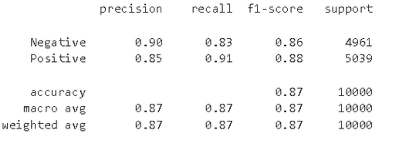 precision recall f1-score support
Negative 0.90 0.83 0.86 4961
Positive 0.85 0.91 0.88 5039
accuracy 0.87 10000
macro avg 0.87 0.87 0.87 10000
weighted avg 0.87 0.87 0.87 10000